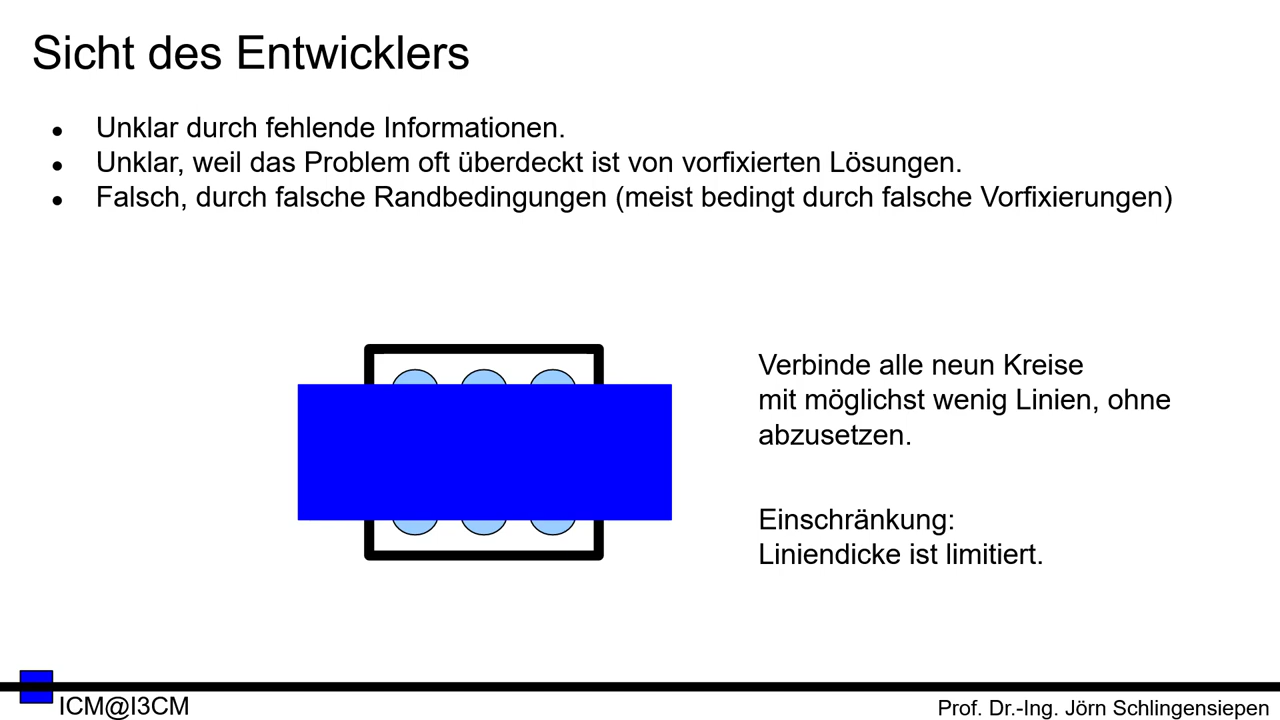 Sicht des Entwicklers
● Unklar durch fehlende Informationen.
● Unklar, weil das Problem oft überdeckt ist von vorfixierten Lösungen.
● Falsch, durch falsche Randbedingungen (meist bedingt durch falsche Vorfixierungen)
Verbinde alle neun Kreise
mit möglichst wenig Linien, ohne
abzusetzen.
Einschränkung:
Liniendicke ist limitiert.
ICM@I3CM
Prof. Dr.-Ing. Jörn Schlingensiepen